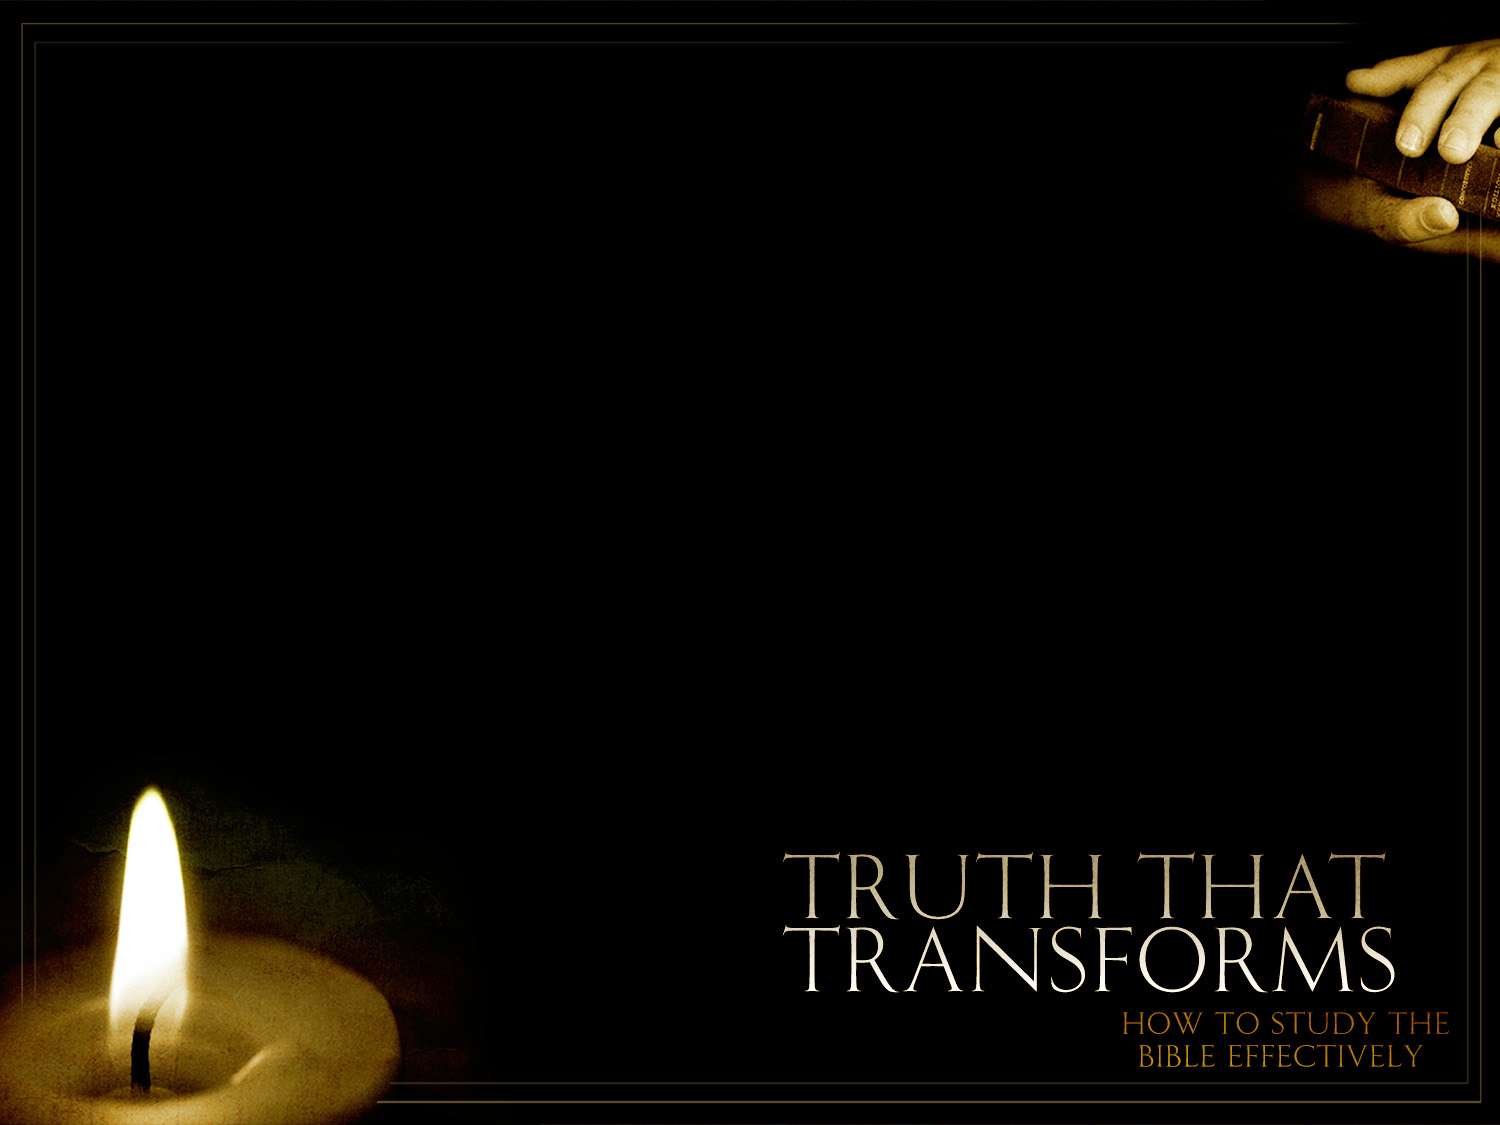 TRUTH THAT
TRANSFORMS
HOW TO STUDY THE
BIBLE EFFECTIVELY